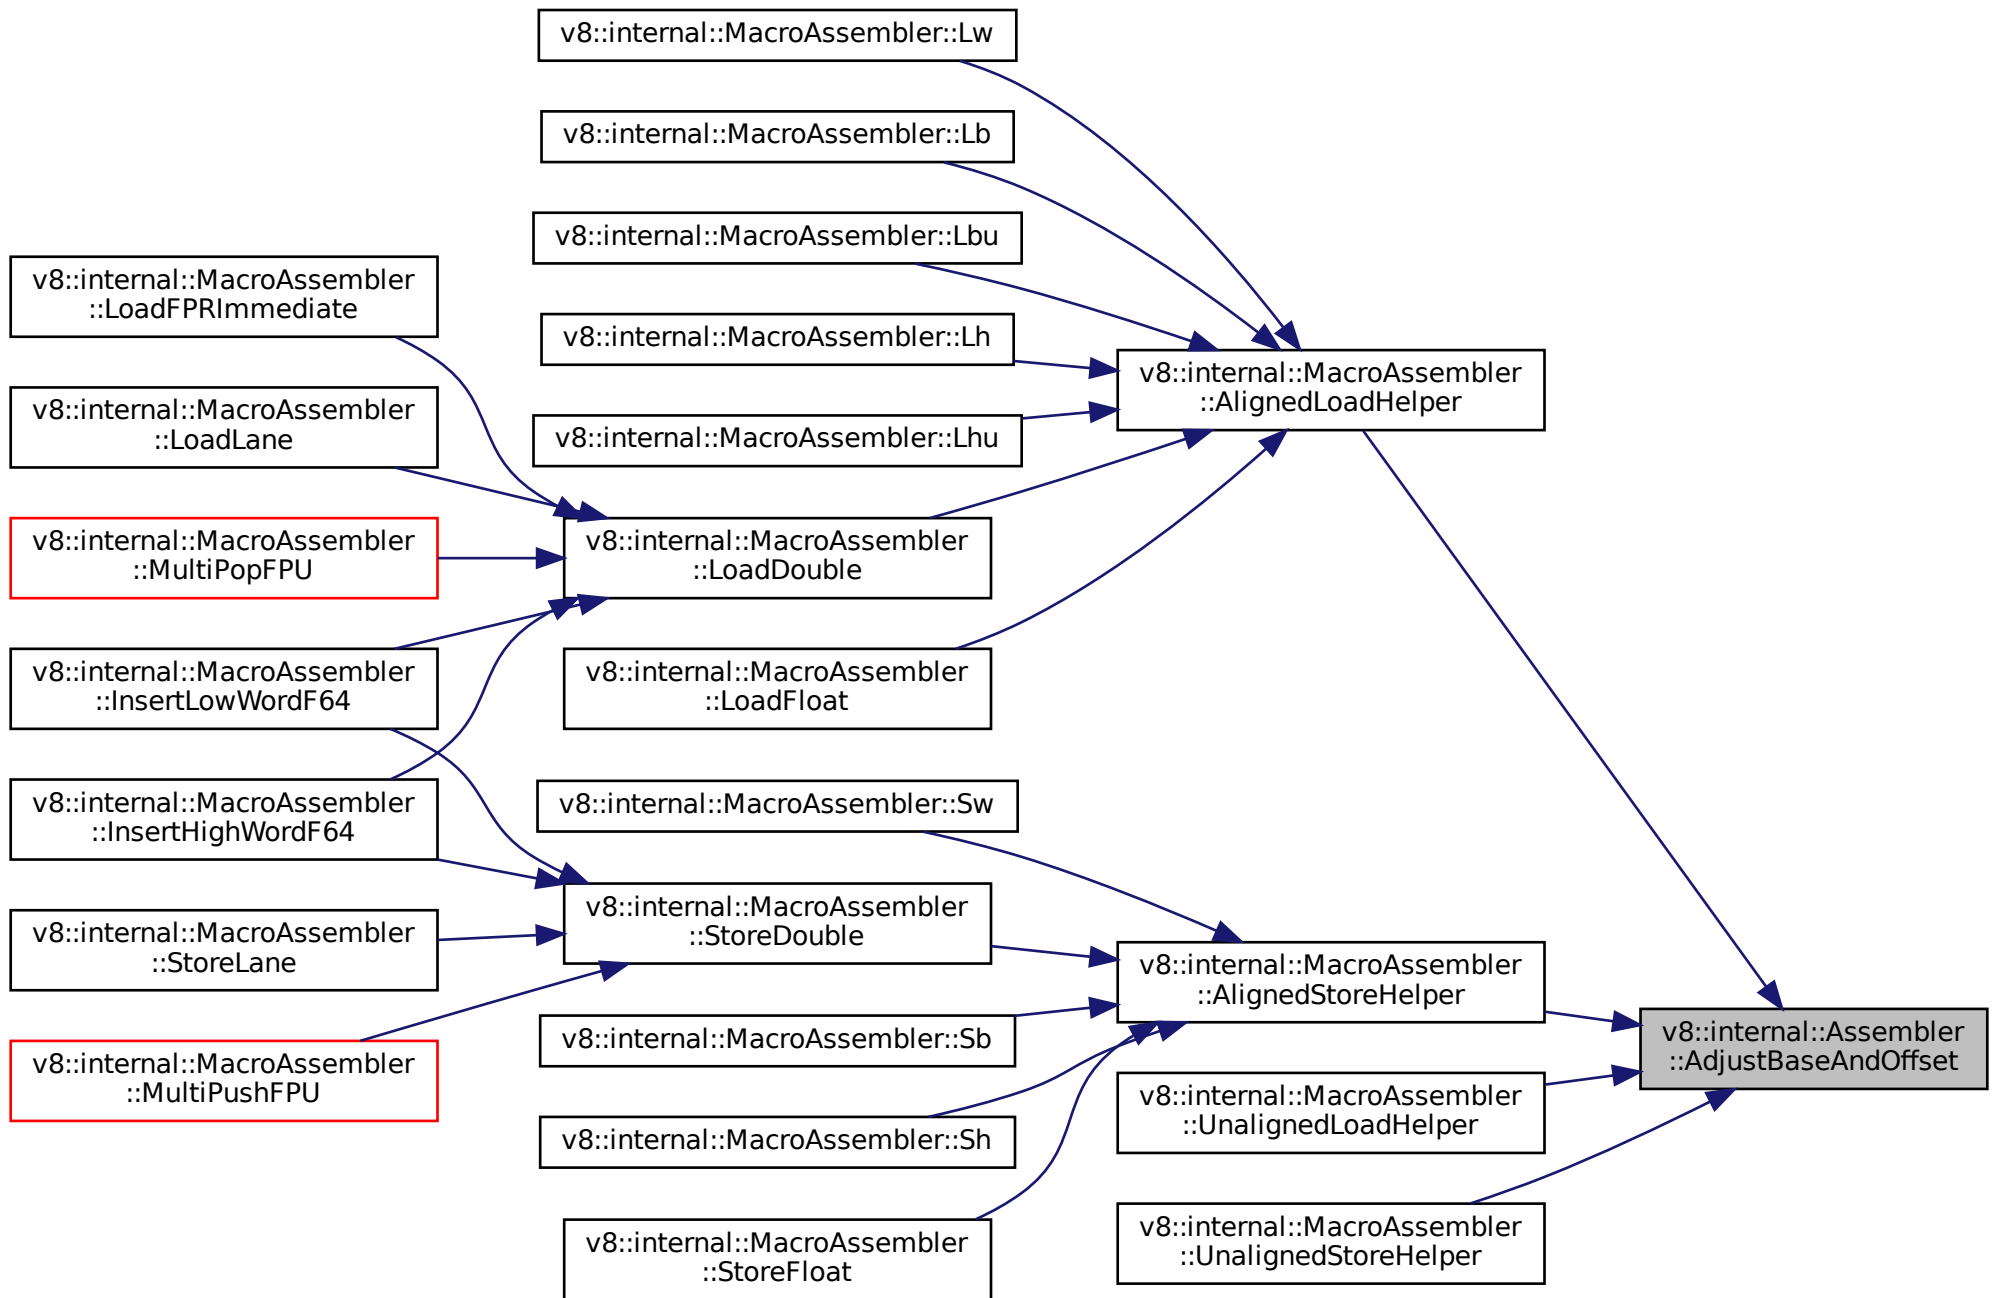 v8::internal::MacroAssembler::Lw
v8::internal::MacroAssembler::Lb
v8::internal::MacroAssembler::Lbu
v8::internal::MacroAssembler::Lh
v8::internal::MacroAssembler::Lhu
v8::internal::MacroAssembler
::LoadFPRImmediate
v8::internal::MacroAssembler
::LoadLane
v8::internal::MacroAssembler
::MultiPopFPU
v8::internal::MacroAssembler
::InsertLowWordF64
v8::internal::MacroAssembler
::InsertHighWordF64
v8::internal::MacroAssembler
::StoreLane
v8::internal::MacroAssembler
::MultiPushFPU
v8::internal::MacroAssembler
::LoadDouble
v8::internal::MacroAssembler
::LoadFloat
v8::internal::MacroAssembler::Sw
v8::internal::MacroAssembler
::StoreDouble
v8::internal::MacroAssembler::Sb
v8::internal::MacroAssembler::Sh
v8::internal::MacroAssembler
::StoreFloat
v8::internal::MacroAssembler
::AlignedLoadHelper
v8::internal::MacroAssembler
::AlignedStoreHelper
v8::internal::MacroAssembler
::UnalignedLoadHelper
v8::internal::MacroAssembler
::UnalignedStoreHelper
v8::internal::Assembler
::AdjustBaseAndOffset